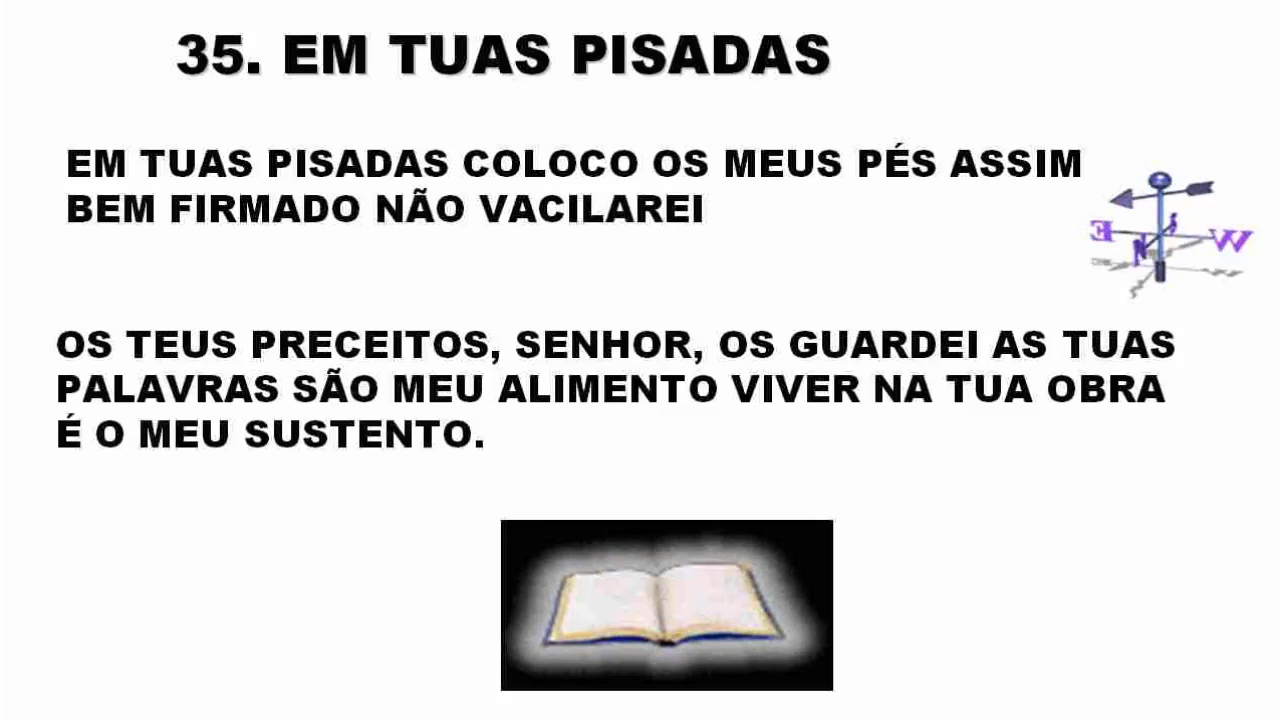 35. EM TUAS PISADAS
EM TUAS PISADAS COLOCO OS MEUS PÉS ASSIM
BEM FIRMADO NÃO VACILAREI
E W
N S
OS TEUS PRECEITOS, SENHOR, OS GUARDEI AS TUAS
PALAVRAS SÃO MEU ALIMENTO VIVER NA TUA OBRA
É O MEU SUSTENTO.